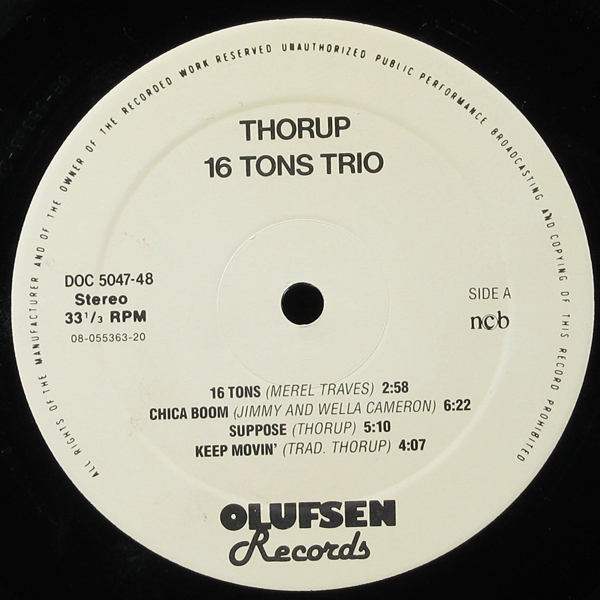 ALL RIGHTS OF THE MANUFACTURER AND OF THE OWNER OF THE RECORDED WORK RESERVED UNAUTHORIZED PUBLIC PERFORMANCE BROADCASTING AND COPYING OF THIS RECORD PROHIBITED
THORUP
16 TONS TRIO
DOC 5047-48
Stereo
33¹/₃ RPM
08-055363-20
SIDE A
ncb
16 TONS (MEREL TRAVES) 2:58
CHICA BOOM (JIMMY AND WELLA CAMERON) 6:22
SUPPOSE (THORUP) 5:10
KEEP MOVIN' (TRAD. THORUP) 4:07
OLUFSEN
Records